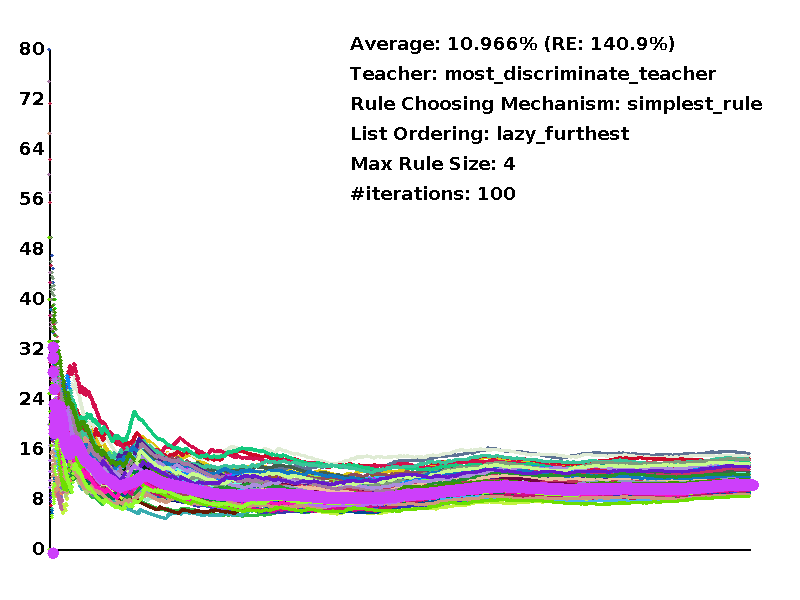 Average: 10.966% (RE: 140.9%)
Teacher: most_discriminate_teacher
Rule Choosing Mechanism: simplest_rule
List Ordering: lazy_furthest
Max Rule Size: 4
#iterations: 100
80
72
64
56
48
40
32
24
16
8
0